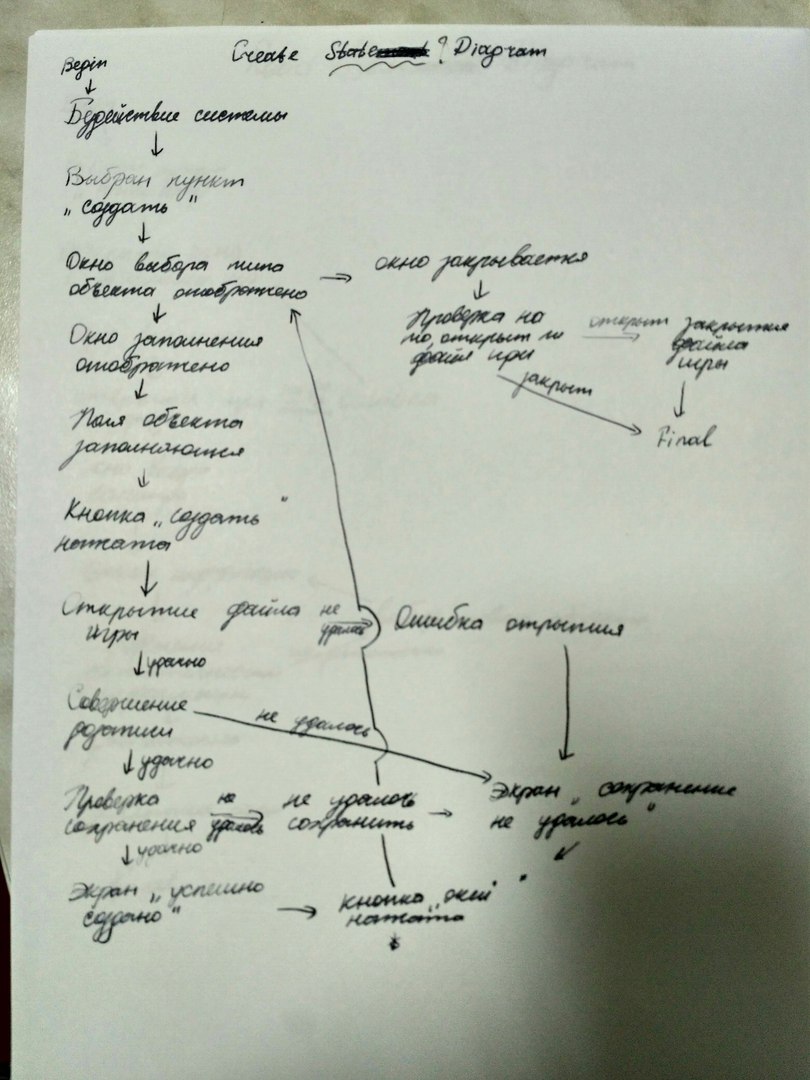 Create State ? Diagram
Begin
Бедействие системы
Выбран пункт
„ создать "
Окно выбора типа
объекта отображено
окно закрывается
Проверка на
то, открыт ли
файл игры
открыт
закрытие
файла
игры
закрыт
Final
Окно заполнения
отображено
Поля объекта
заполняются
Кнопка „ создать "
нажата
Открытие файла
игры
не
удалось
Ошибка открытия
удачно
Совершение
не удалось
удачно
Проверка
сохранения
не
удалось
не удалось
сохранить
Экран „ сохранение
не удалось "
удачно
Экран „ успешно
создано "
Кнопка „ окей "
нажата